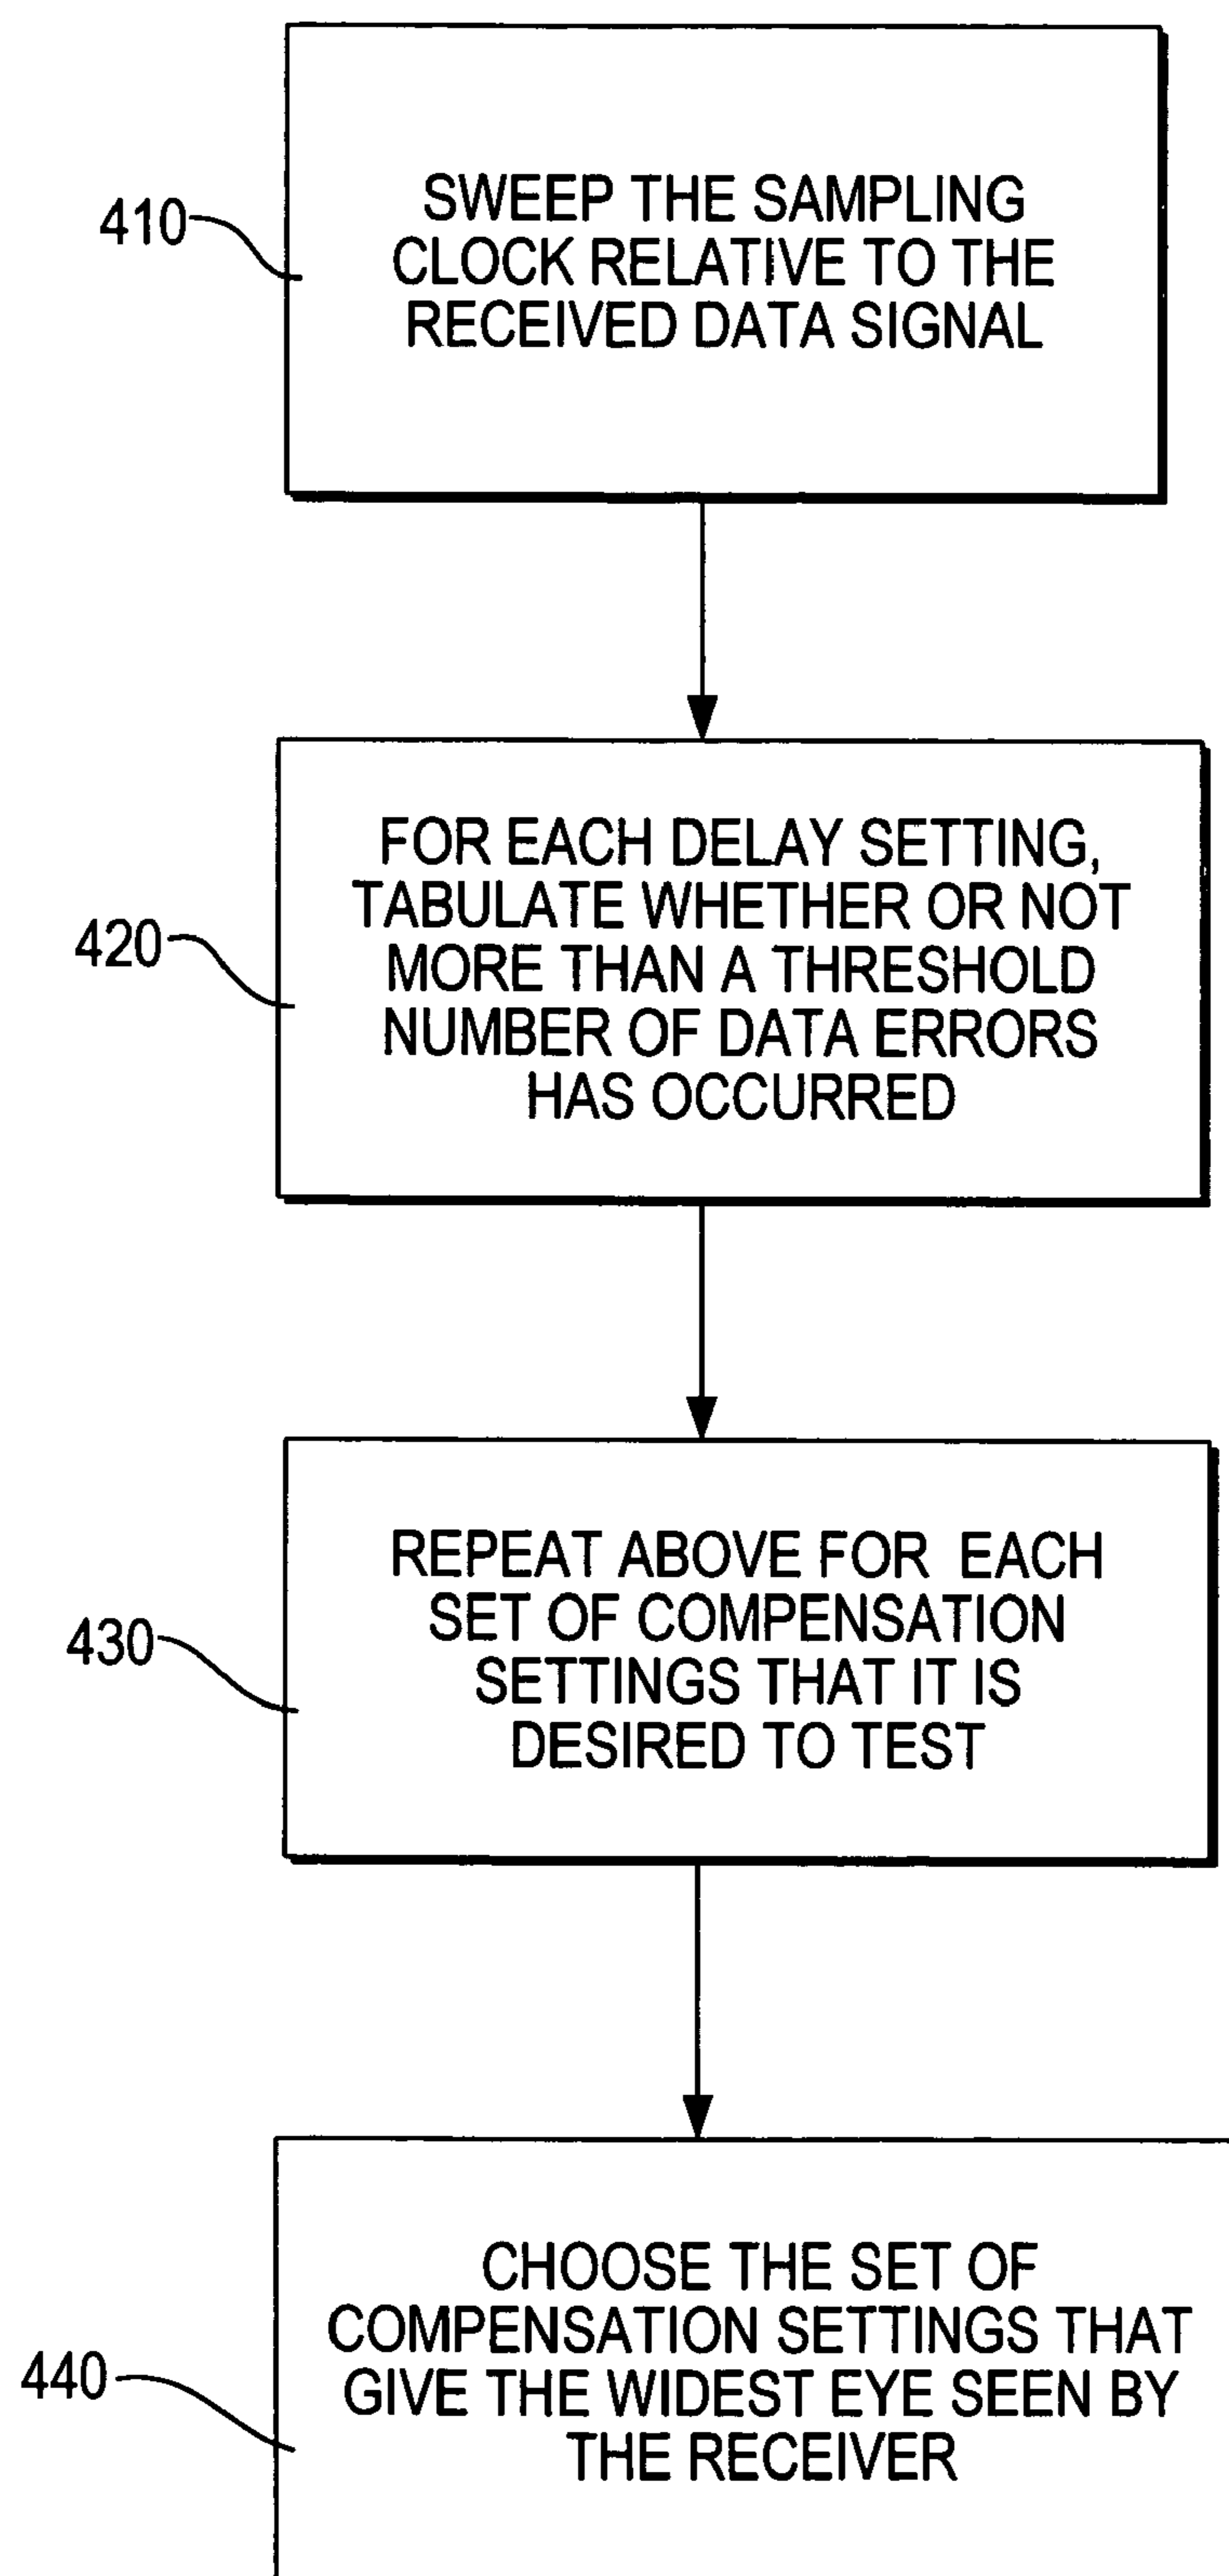 410
SWEEP THE SAMPLING
CLOCK RELATIVE TO THE
RECEIVED DATA SIGNAL
420
FOR EACH DELAY SETTING,
TABULATE WHETHER OR NOT
MORE THAN A THRESHOLD
NUMBER OF DATA ERRORS
HAS OCCURRED
430
REPEAT ABOVE FOR EACH
SET OF COMPENSATION
SETTINGS THAT IT IS
DESIRED TO TEST
440
CHOOSE THE SET OF
COMPENSATION SETTINGS THAT
GIVE THE WIDEST EYE SEEN BY
THE RECEIVER